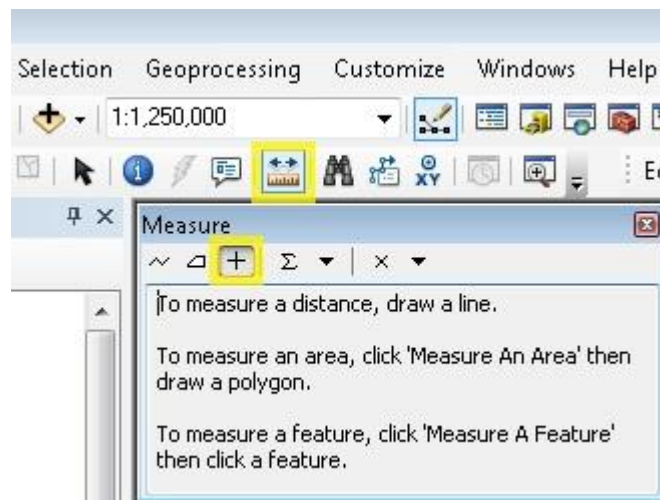 Selection Geoprocessing Customize Windows Help
1:1,250,000
XY
Measure
To measure a distance, draw a line.
To measure an area, click 'Measure An Area' then
draw a polygon.
To measure a feature, click 'Measure A Feature'
then click a feature.